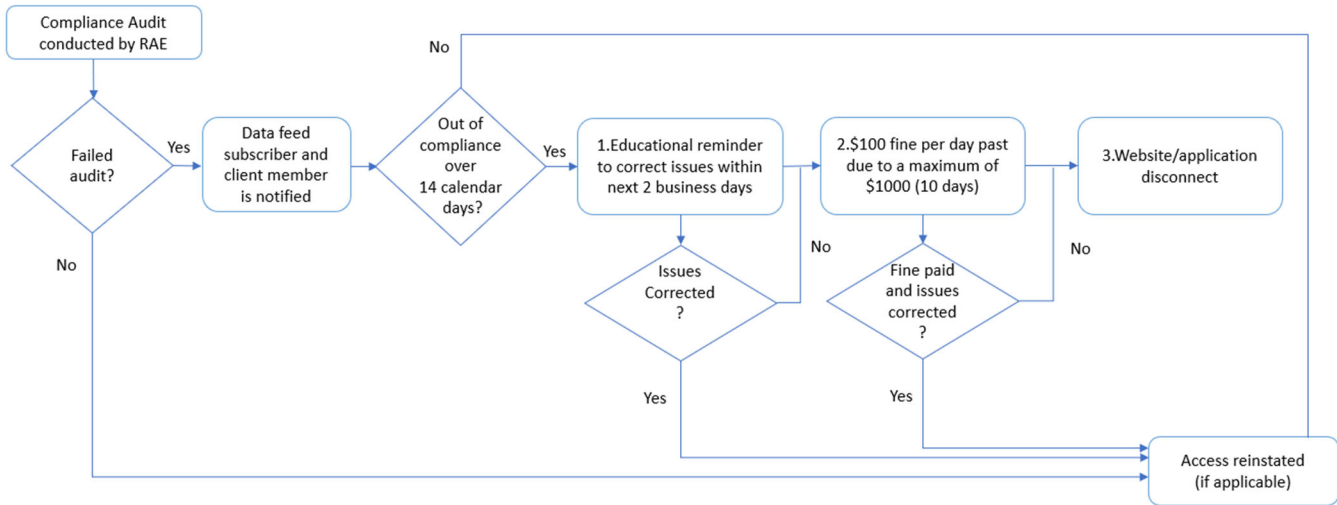 Compliance Audit
conducted by RAE
Failed
audit?
Yes
No
Data feed
subscriber and
client member
is notified
Out of
compliance
over
14 calendar
days?
No
Yes
1.Educational reminder
to correct issues within
next 2 business days
Issues
Corrected
?
No
Yes
2.$100 fine per day past
due to a maximum of
$1000 (10 days)
Fine paid
and issues
corrected
?
No
Yes
3.Website/application
disconnect
Access reinstated
(if applicable)